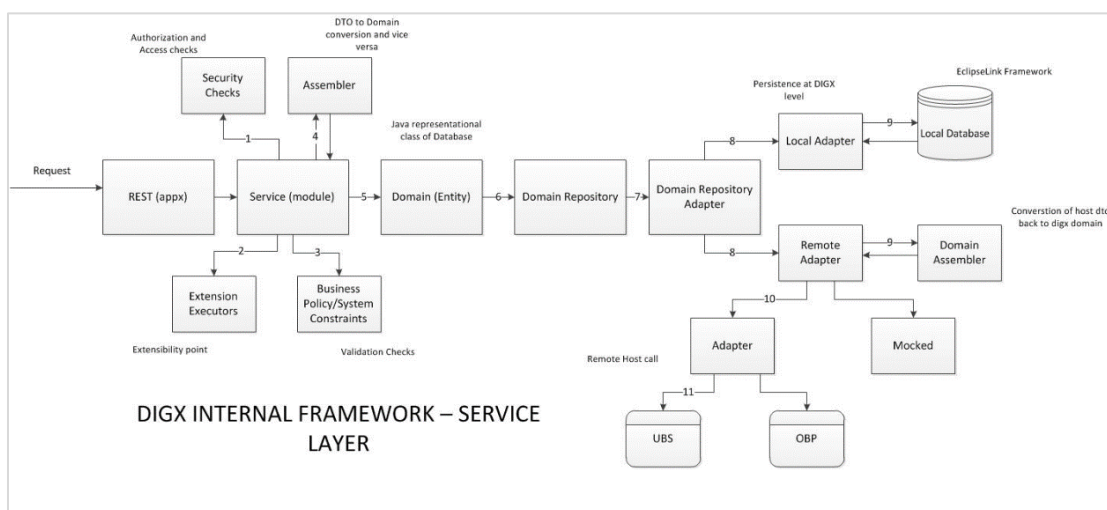 Authorization and
Access checks
DTO to Domain
conversion and vice
versa
Security
Checks
Assembler
Persistence at DIGX
level
EclipseLink Framework
Java representational
class of Database
1
4
8
9
Local Adapter
Local Database
Request
REST (appx)
Service (module)
5
Domain (Entity)
6
Domain Repository
7
Domain Repository
Adapter
Converstion of host dto
back to digx domain
2
3
8
Remote
Adapter
9
Domain
Assembler
Extension
Executors
Business
Policy/System
Constraints
10
Extensibility point
Validation Checks
Remote Host call
Adapter
Mocked
11
DIGX INTERNAL FRAMEWORK – SERVICE
LAYER
UBS
OBP